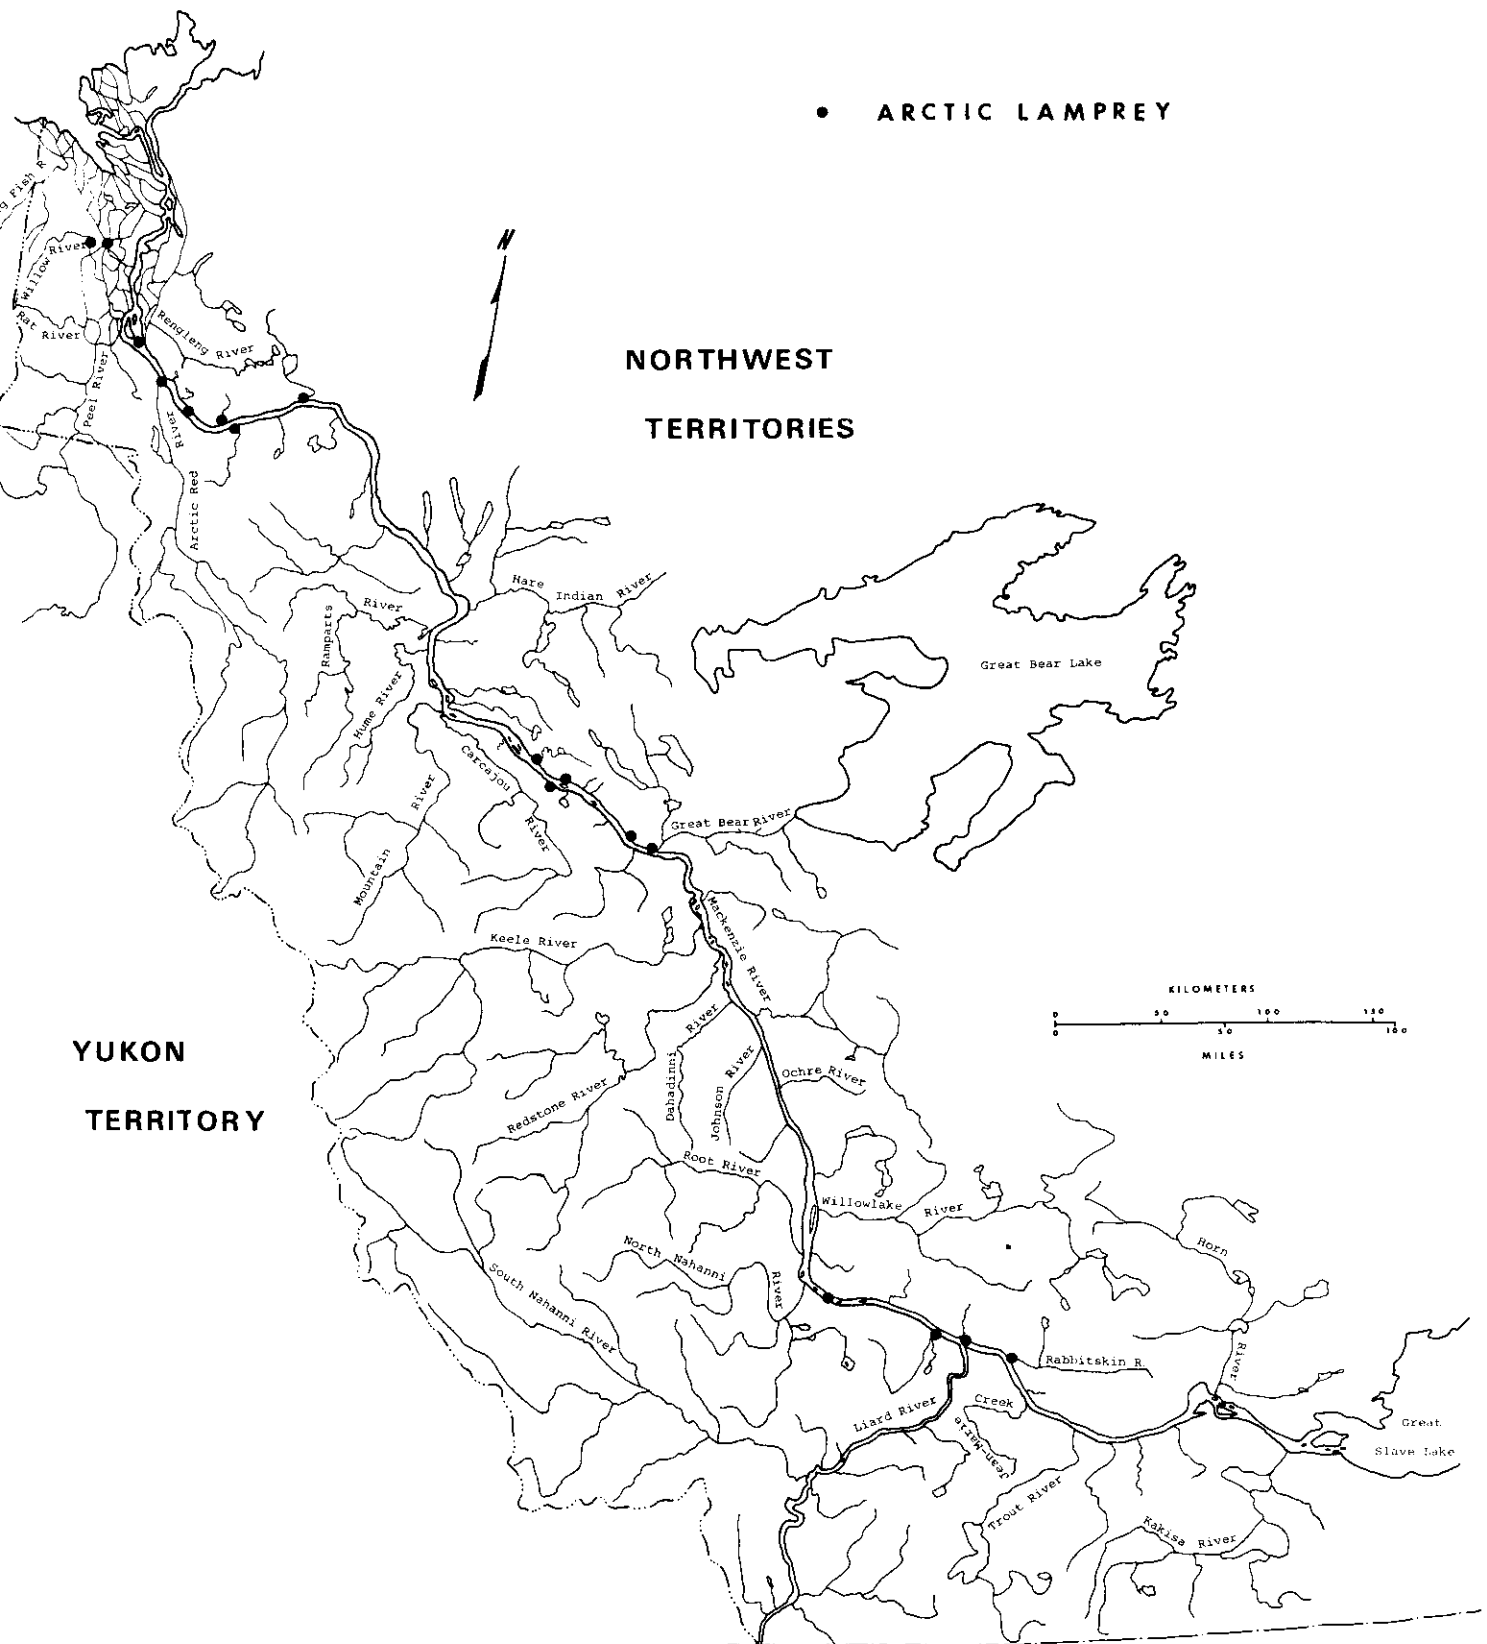 ARCTIC LAMPREY
g Fish R
Willow River
N
Rat River
Rengleng River
NORTHWEST
TERRITORIES
Peel River
Arctic Red River
Hare Indian River
Ramparts River
Great Bear Lake
Hume River
Carcajou River
Mountain River
Great Bear River
Mackenzie River
Keele River
KILOMETERS
0 50 100 150
0 50 100
MILES
YUKON
TERRITORY
Dahadinni River
Johnson River
Ochre River
Redstone River
Root River
Willowlake River
Horn River
North Nahanni River
South Nahanni River
Rabbitskin R.
Liard River
Jean-Marie Creek
Great
Slave Lake
Trout River
Kakisa River